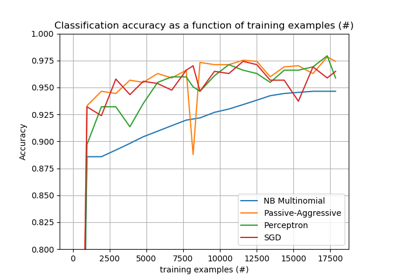 Classification accuracy as a function of training examples (#)
1.000
0.975
0.950
0.925
0.900
0.875
0.850
0.825
0.800
Accuracy
NB Multinomial
Passive-Aggressive
Perceptron
SGD
0 2500 5000 7500 10000 12500 15000 17500
training examples (#)